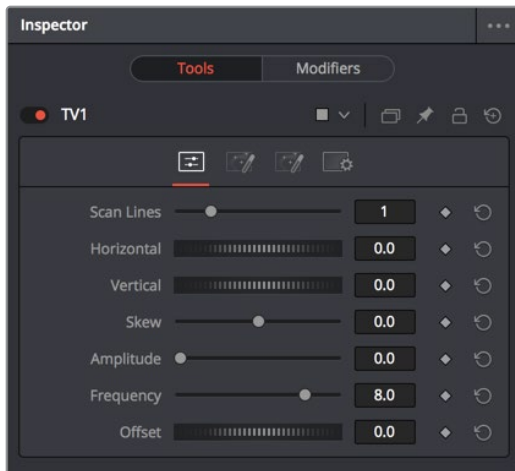 Inspector
Tools Modifiers
TV1
Scan Lines 1
Horizontal 0.0
Vertical 0.0
Skew 0.0
Amplitude 0.0
Frequency 8.0
Offset 0.0